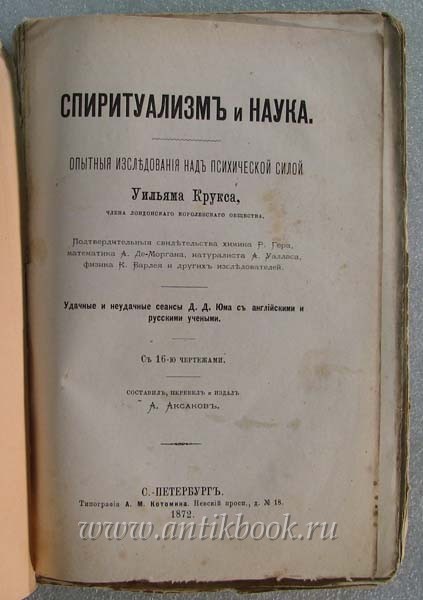 СПИРИТУАЛИЗМЪ и НАУКА.
ОПЫТНЫЯ ИЗСЛѢДОВАНІЯ НАДЪ ПСИХИЧЕСКОЙ СИЛОЙ
Уильяма Крукса,
ЧЛЕНА ЛОНДОНСКАГО КОРОЛЕВСКАГО ОБЩЕСТВА.
Подтвердительныя свидѣтельства химика Р. Гера,
математика А. Де-Моргана, натуралиста А. Уалласа,
физика К. Варлея и другихъ изслѣдователей.
Удачные и неудачные сеансы Д. Д. Юма съ англійскими и
русскими учеными.
Съ 16-ю чертежами.
СОСТАВИЛЪ, ПЕРЕВЕЛЪ и ИЗДАЛЪ
А. Аксаковъ.
С.-ПЕТЕРБУРГЪ.
Типографія А. М. Котомина. Невскій просп., д. № 18.
1872.
www.antikbook.ru